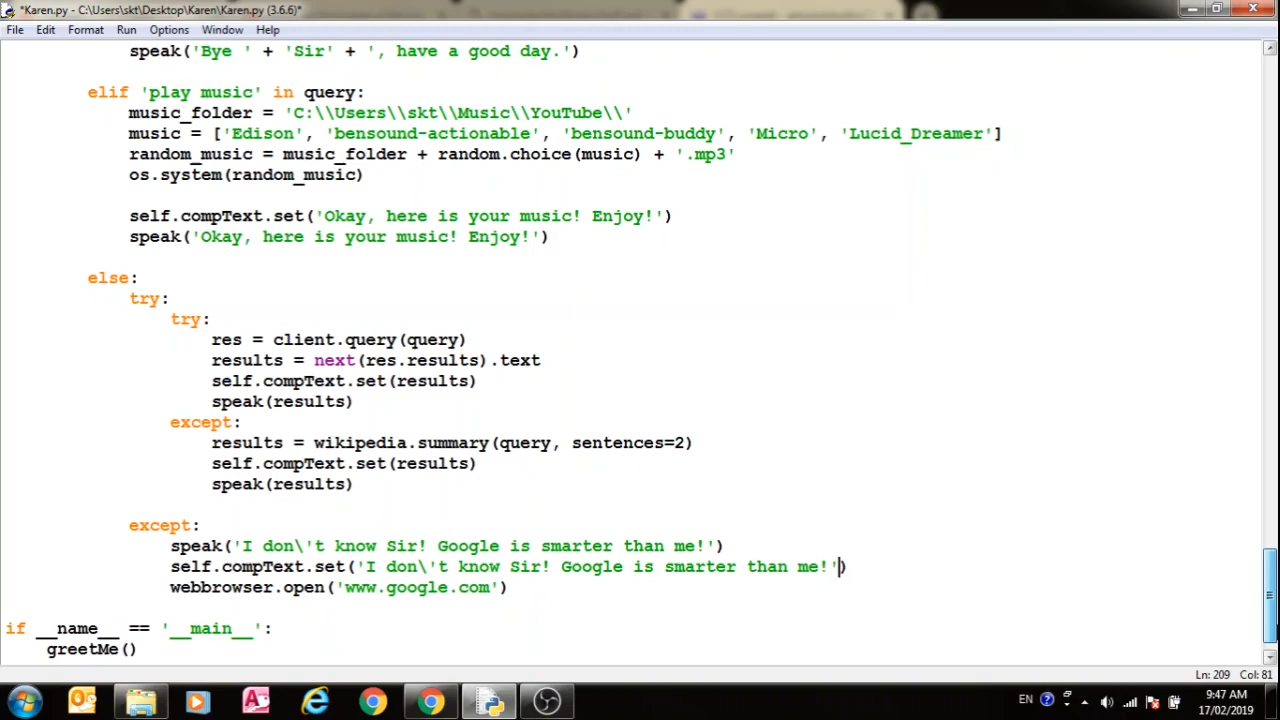 *Karen.py - C:\Users\skt\Desktop\Karen\Karen.py (3.6.6)*
File Edit Format Run Options Window Help
speak('Bye ' + 'Sir' + ', have a good day.')
elif 'play music' in query:
music_folder = 'C:\\Users\\skt\\Music\\YouTube\\'
music = ['Edison', 'bensound-actionable', 'bensound-buddy', 'Micro', 'Lucid_Dreamer']
random_music = music_folder + random.choice(music) + '.mp3'
os.system(random_music)
self.compText.set('Okay, here is your music! Enjoy!')
speak('Okay, here is your music! Enjoy!')
else:
try:
try:
res = client.query(query)
results = next(res.results).text
self.compText.set(results)
speak(results)
except:
results = wikipedia.summary(query, sentences=2)
self.compText.set(results)
speak(results)
except:
speak('I don\'t know Sir! Google is smarter than me!')
self.compText.set('I don\'t know Sir! Google is smarter than me!')
webbrowser.open('www.google.com')
if __name__ == '__main__':
greetMe()
Ln: 209 Col: 81
EN 9:47 AM
17/02/2019